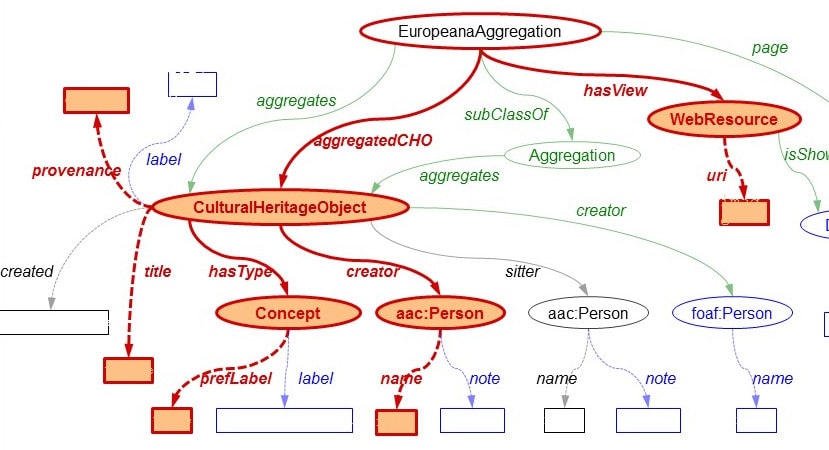 EuropeanaAggregation
page
hasView
aggregates
subClassOf
aggregatedCHO
WebResource
label
provenance
Aggregation
isShow
aggregates
uri
CulturalHeritageObject
creator
created
title
hasType
creator
sitter
Concept
aac:Person
aac:Person
foaf:Person
prefLabel
label
name
note
name
note
name